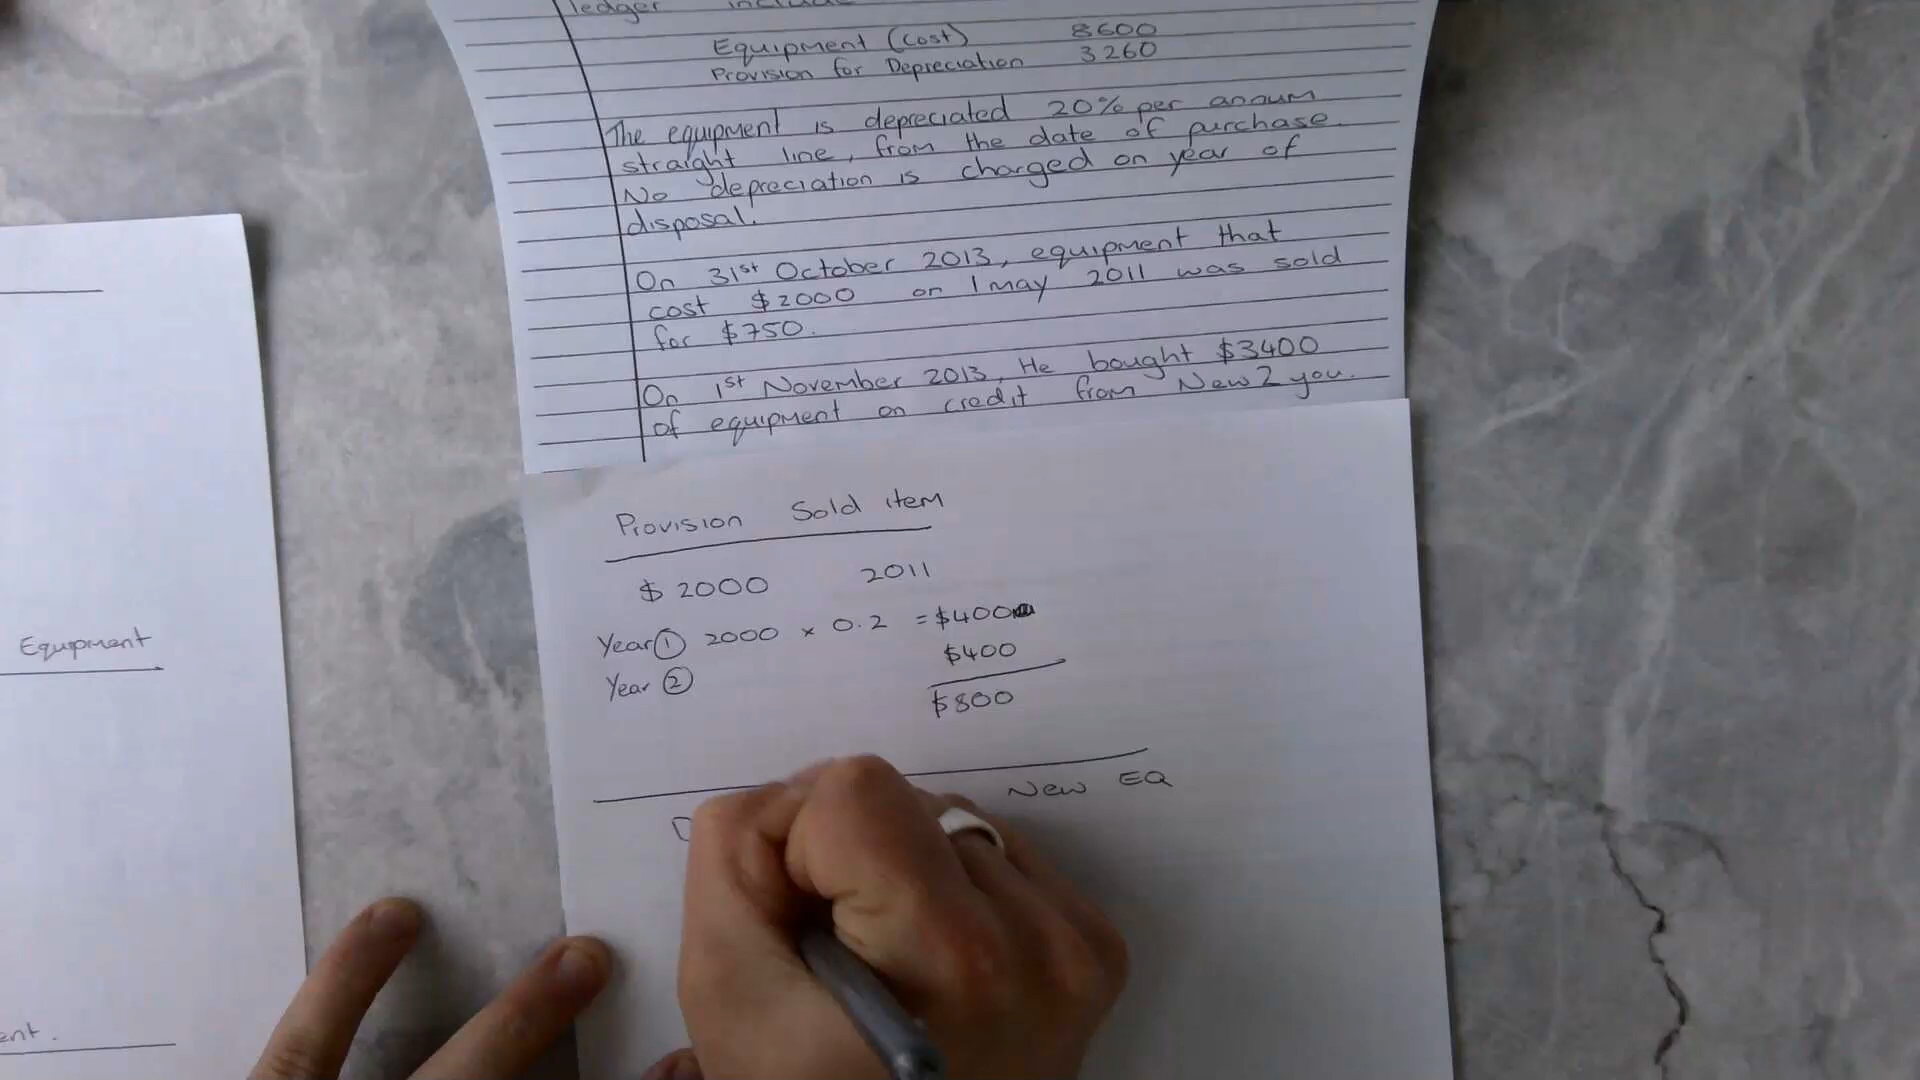 ledger include
Equipment (cost) 8600
Provision for Depreciation 3260
The equipment is depreciated 20% per annum
straight line, from the date of purchase.
No depreciation is charged on year of
disposal.
On 31st October 2013, equipment that
cost $2000 on 1 may 2011 was sold
for $750.
On 1st November 2013, He bought $3400
of equipment on credit from New 2 you.
Equipment
ent.
Provision Sold item
$2000 2011
Year ① 2000 × 0.2 = $400
$400
Year ②
$800
New EQ
D